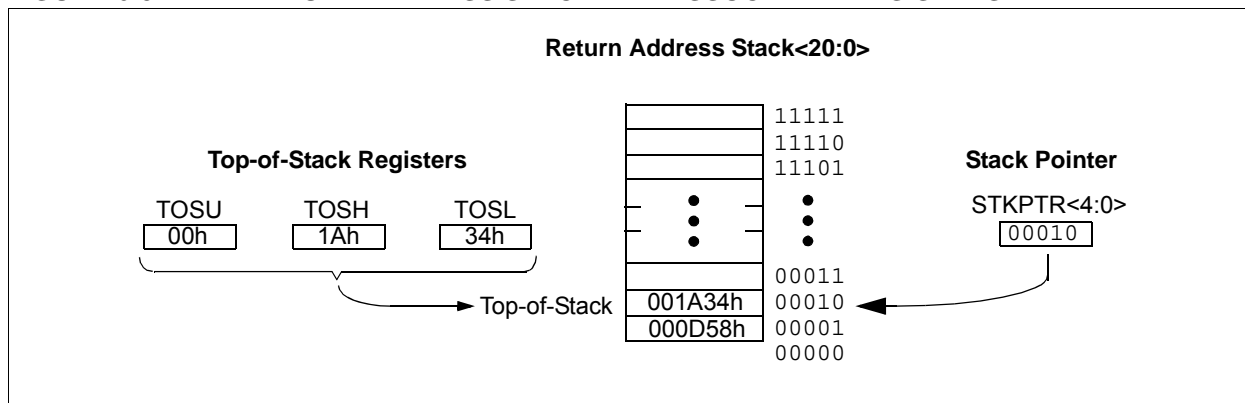 Return Address Stack<20:0>
Top-of-Stack Registers
TOSU TOSH TOSL
00h 1Ah 34h
11111
11110
11101
00011
Top-of-Stack 001A34h 00010
000D58h 00001
00000
Stack Pointer
STKPTR<4:0>
00010